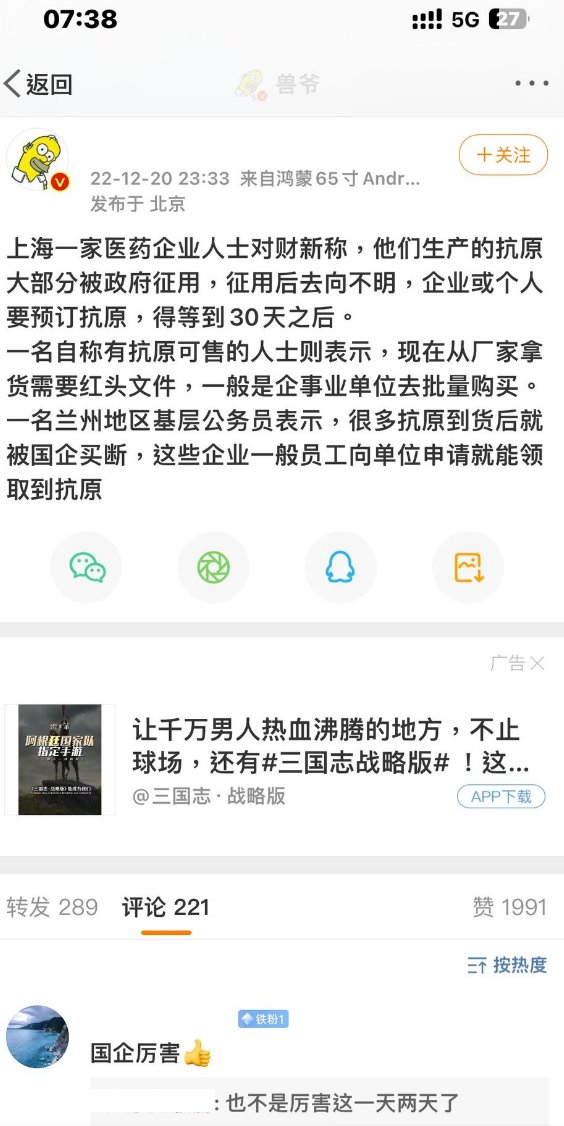 07:38
5G 27
返回
兽爷
22-12-20 23:33 来自鸿蒙65寸Andr...
+关注
发布于 北京
上海一家医药企业人士对财新称，他们生产的抗原
大部分被政府征用，征用后去向不明，企业或个人
要预订抗原，得等到30天之后。
一名自称有抗原可售的人士则表示，现在从厂家拿
货需要红头文件，一般是企事业单位去批量购买。
一名兰州地区基层公务员表示，很多抗原到货后就
被国企买断，这些企业一般员工向单位申请就能领
取到抗原
广告
阿根廷国家队
指定手游
让千万男人热血沸腾的地方，不止
球场，还有#三国志战略版# ！这...
@三国志·战略版
APP下载
转发 289 评论 221 赞 1991
按热度
铁粉1
国企厉害👍
: 也不是厉害这一天两天了